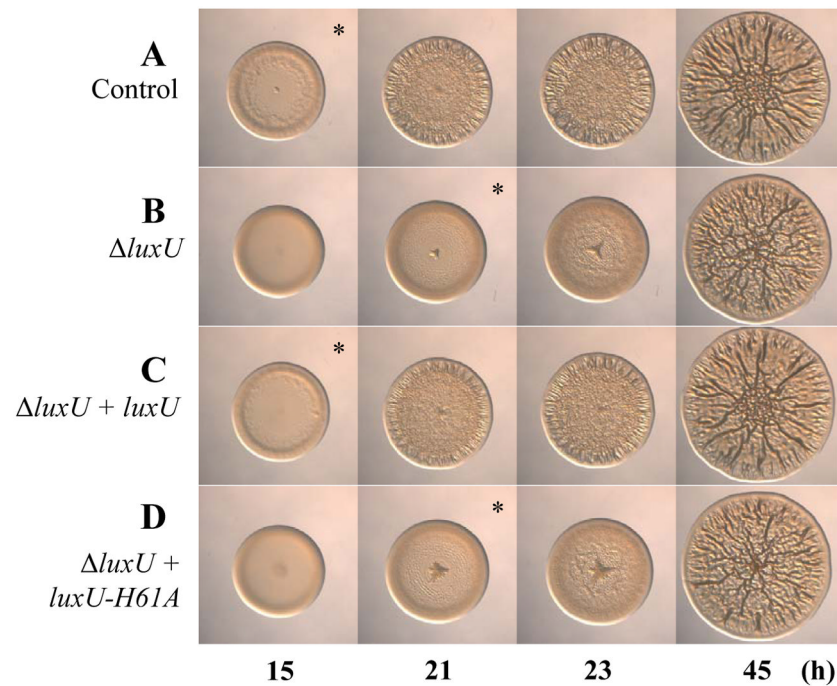 A
Control
*
B
ΔluxU
*
C
ΔluxU + luxU
*
D
ΔluxU +
luxU-H61A
*
15 21 23 45 (h)